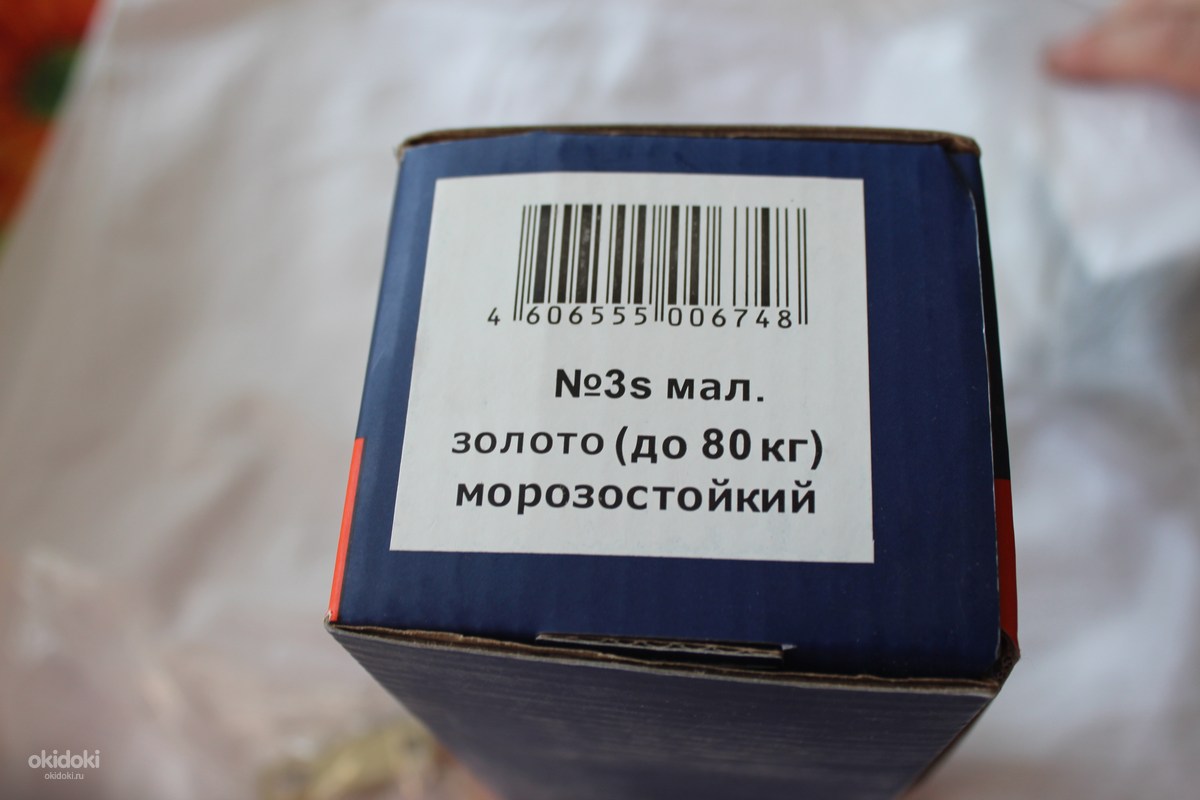 4 606555 006748
№3s мал.
золото (до 80 кг)
морозостойкий
okidoki
okidoki.ru